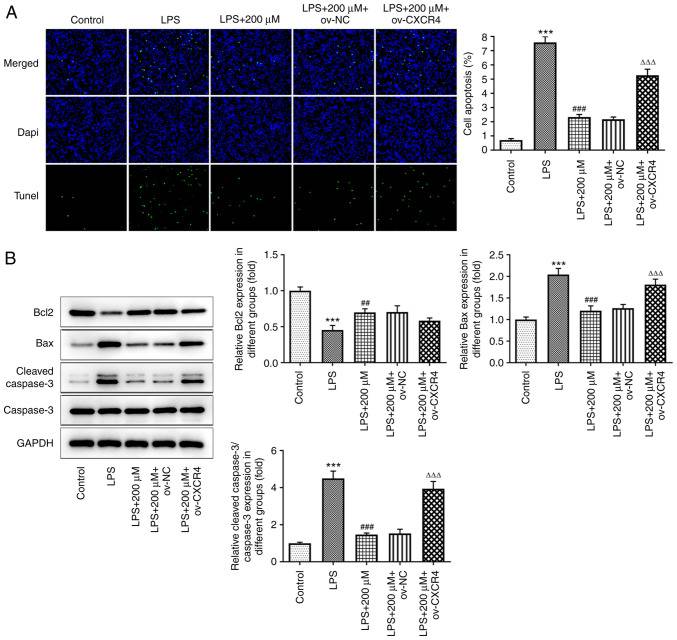 A
Control
LPS
LPS+200 μM
LPS+200 μM+
ov-NC
LPS+200 μM+
ov-CXCR4
Merged
Dapi
Tunel
Cell apoptosis (%)
8
7
6
5
4
3
2
1
0
***
###
ΔΔΔ
Control
LPS
LPS+200 μM
LPS+200 μM+
ov-NC
LPS+200 μM+
ov-CXCR4
B
Bcl2
Bax
Cleaved
caspase-3
Caspase-3
GAPDH
Control
LPS
LPS+200 μM
LPS+200 μM+
ov-NC
LPS+200 μM+
ov-CXCR4
Relative Bcl2 expression in
different groups (fold)
1.5
1.0
0.5
0.0
***
##
Control
LPS
LPS+200 μM
LPS+200 μM+
ov-NC
LPS+200 μM+
ov-CXCR4
Relative Bax expression in
different groups (fold)
2.5
2.0
1.5
1.0
0.5
0.0
***
###
ΔΔΔ
Control
LPS
LPS+200 μM
LPS+200 μM+
ov-NC
LPS+200 μM+
ov-CXCR4
Relative cleaved caspase-3/
caspase-3 expression in
different groups (fold)
6
4
2
0
***
###
ΔΔΔ
Control
LPS
LPS+200 μM
LPS+200 μM+
ov-NC
LPS+200 μM+
ov-CXCR4